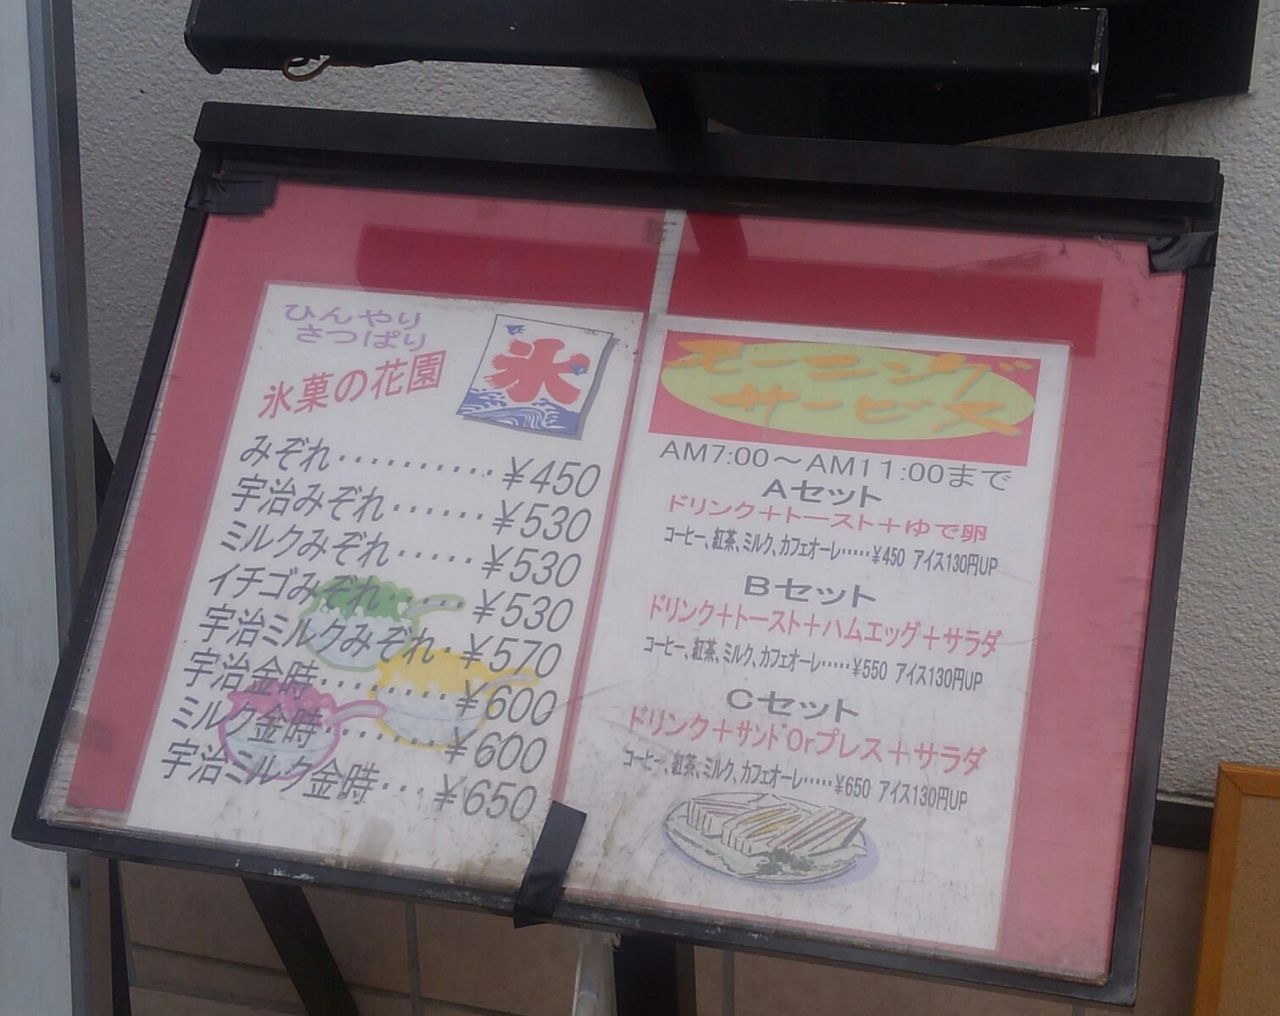 ひんやり
さっぱり
氷菓の花園
氷
みぞれ..........¥450
宇治みぞれ......¥530
ミルクみぞれ.....¥530
イチゴみぞれ.....¥530
宇治ミルクみぞれ.¥570
宇治金時........¥600
ミルク金時.......¥600
宇治ミルク金時...¥650
モーニング
サービス
AM7:00～AM11:00まで
Aセット
ドリンク＋トースト＋ゆで卵
コーヒー、紅茶、ミルク、カフェオーレ･････¥450 アイス130円UP
Bセット
ドリンク＋トースト＋ハムエッグ＋サラダ
コーヒー、紅茶、ミルク、カフェオーレ･････¥550 アイス130円UP
Cセット
ドリンク＋サンドOrプレス＋サラダ
コーヒー、紅茶、ミルク、カフェオーレ･････¥650 アイス130円UP